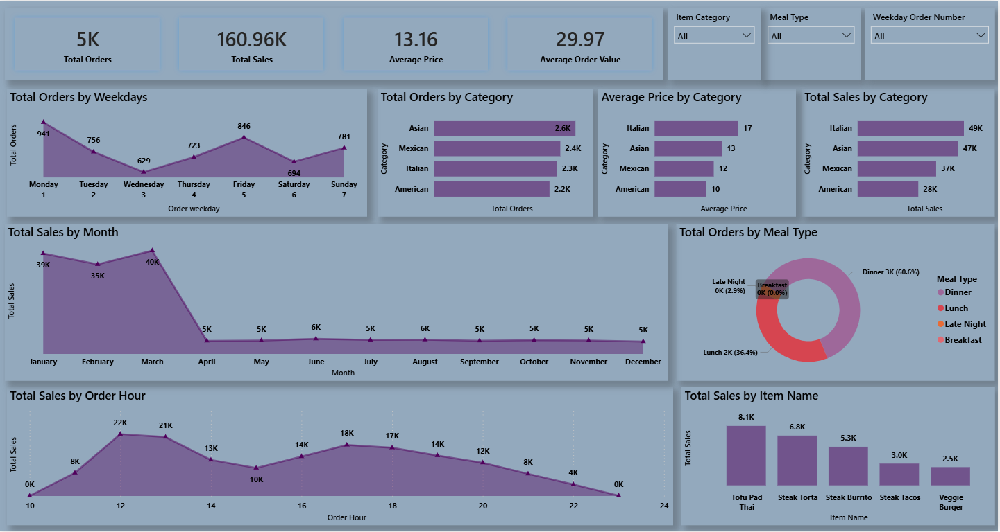 5K
Total Orders
160.96K
Total Sales
13.16
Average Price
29.97
Average Order Value
Item Category
All
Meal Type
All
Weekday Order Number
All
Total Orders by Weekdays
Total Orders
941
756
629
723
846
694
781
Monday Tuesday Wednesday Thursday Friday Saturday Sunday
1 2 3 4 5 6 7
Order weekday
Total Orders by Category
Category
Asian 2.6K
Mexican 2.4K
Italian 2.3K
American 2.2K
Total Orders
Average Price by Category
Category
Italian 17
Asian 13
Mexican 12
American 10
Average Price
Total Sales by Category
Category
Italian 49K
Asian 47K
Mexican 37K
American 28K
Total Sales
Total Sales by Month
Total Sales
39K 35K 40K 5K 5K 6K 5K 6K 5K 5K 5K 5K
January February March April May June July August September October November December
Month
Total Orders by Meal Type
Dinner 3K (60.6%)
Late Night
0K (2.9%)
Breakfast
0K (0.0%)
Lunch 2K (36.4%)
Meal Type
Dinner
Lunch
Late Night
Breakfast
Total Sales by Order Hour
Total Sales
0K 8K 22K 21K 13K 10K 14K 18K 17K 14K 12K 8K 4K 0K
10 12 14 16 18 20 22 24
Order Hour
Total Sales by Item Name
Total Sales
8.1K 6.8K 5.3K 3.0K 2.5K
Tofu Pad Steak Torta Steak Burrito Steak Tacos Veggie
Thai Burger
Item Name